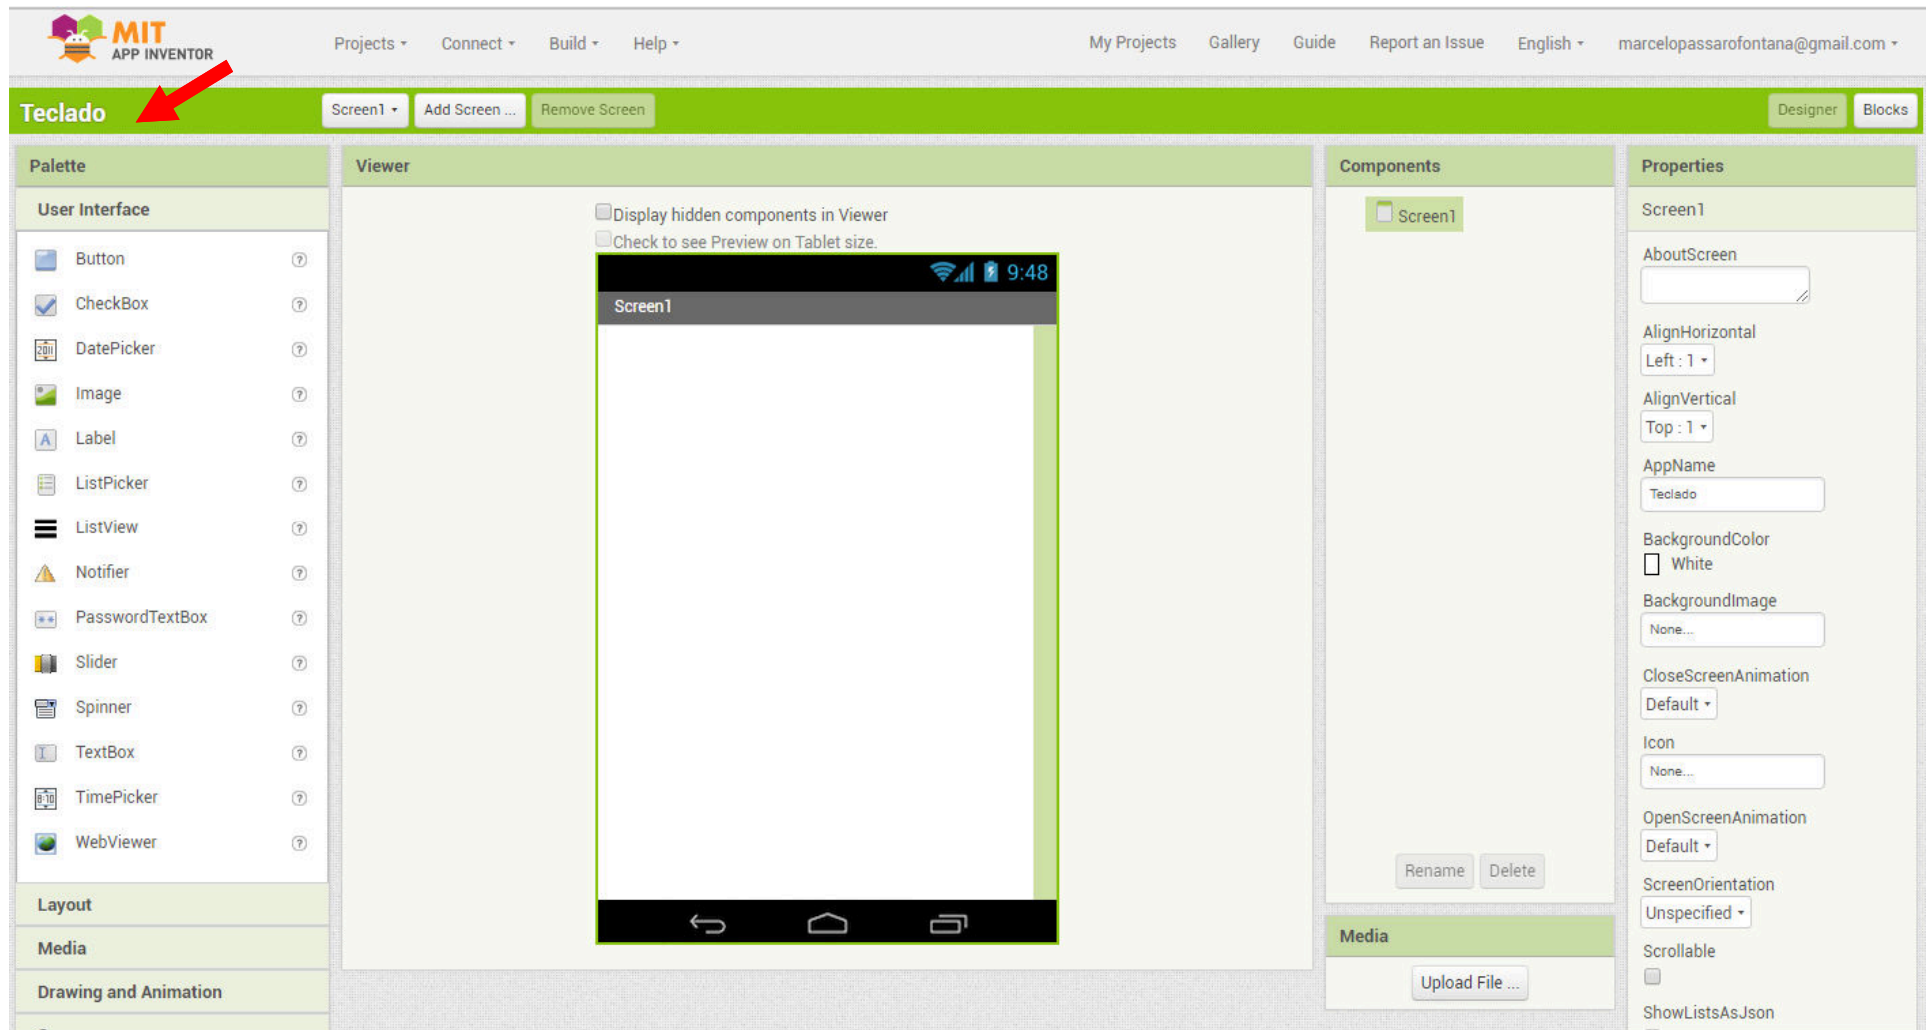 MIT
APP INVENTOR
Projects Connect Build Help My Projects Gallery Guide Report an Issue English marcelopassarofontana@gmail.com
Teclado Screen1 Add Screen ... Remove Screen Designer Blocks
Palette
User Interface
Button ?
CheckBox ?
2011 DatePicker ?
Image ?
A Label ?
ListPicker ?
ListView ?
Notifier ?
** PasswordTextBox ?
Slider ?
Spinner ?
TextBox ?
8:10 TimePicker ?
WebViewer ?
Layout
Media
Drawing and Animation
Viewer
Display hidden components in Viewer
Check to see Preview on Tablet size.
9:48
Screen1
Components
Screen1
Rename Delete
Media
Upload File ...
Properties
Screen1
AboutScreen
AlignHorizontal
Left : 1
AlignVertical
Top : 1
AppName
Teclado
BackgroundColor
White
BackgroundImage
None...
CloseScreenAnimation
Default
Icon
None...
OpenScreenAnimation
Default
ScreenOrientation
Unspecified
Scrollable
ShowListsAsJson